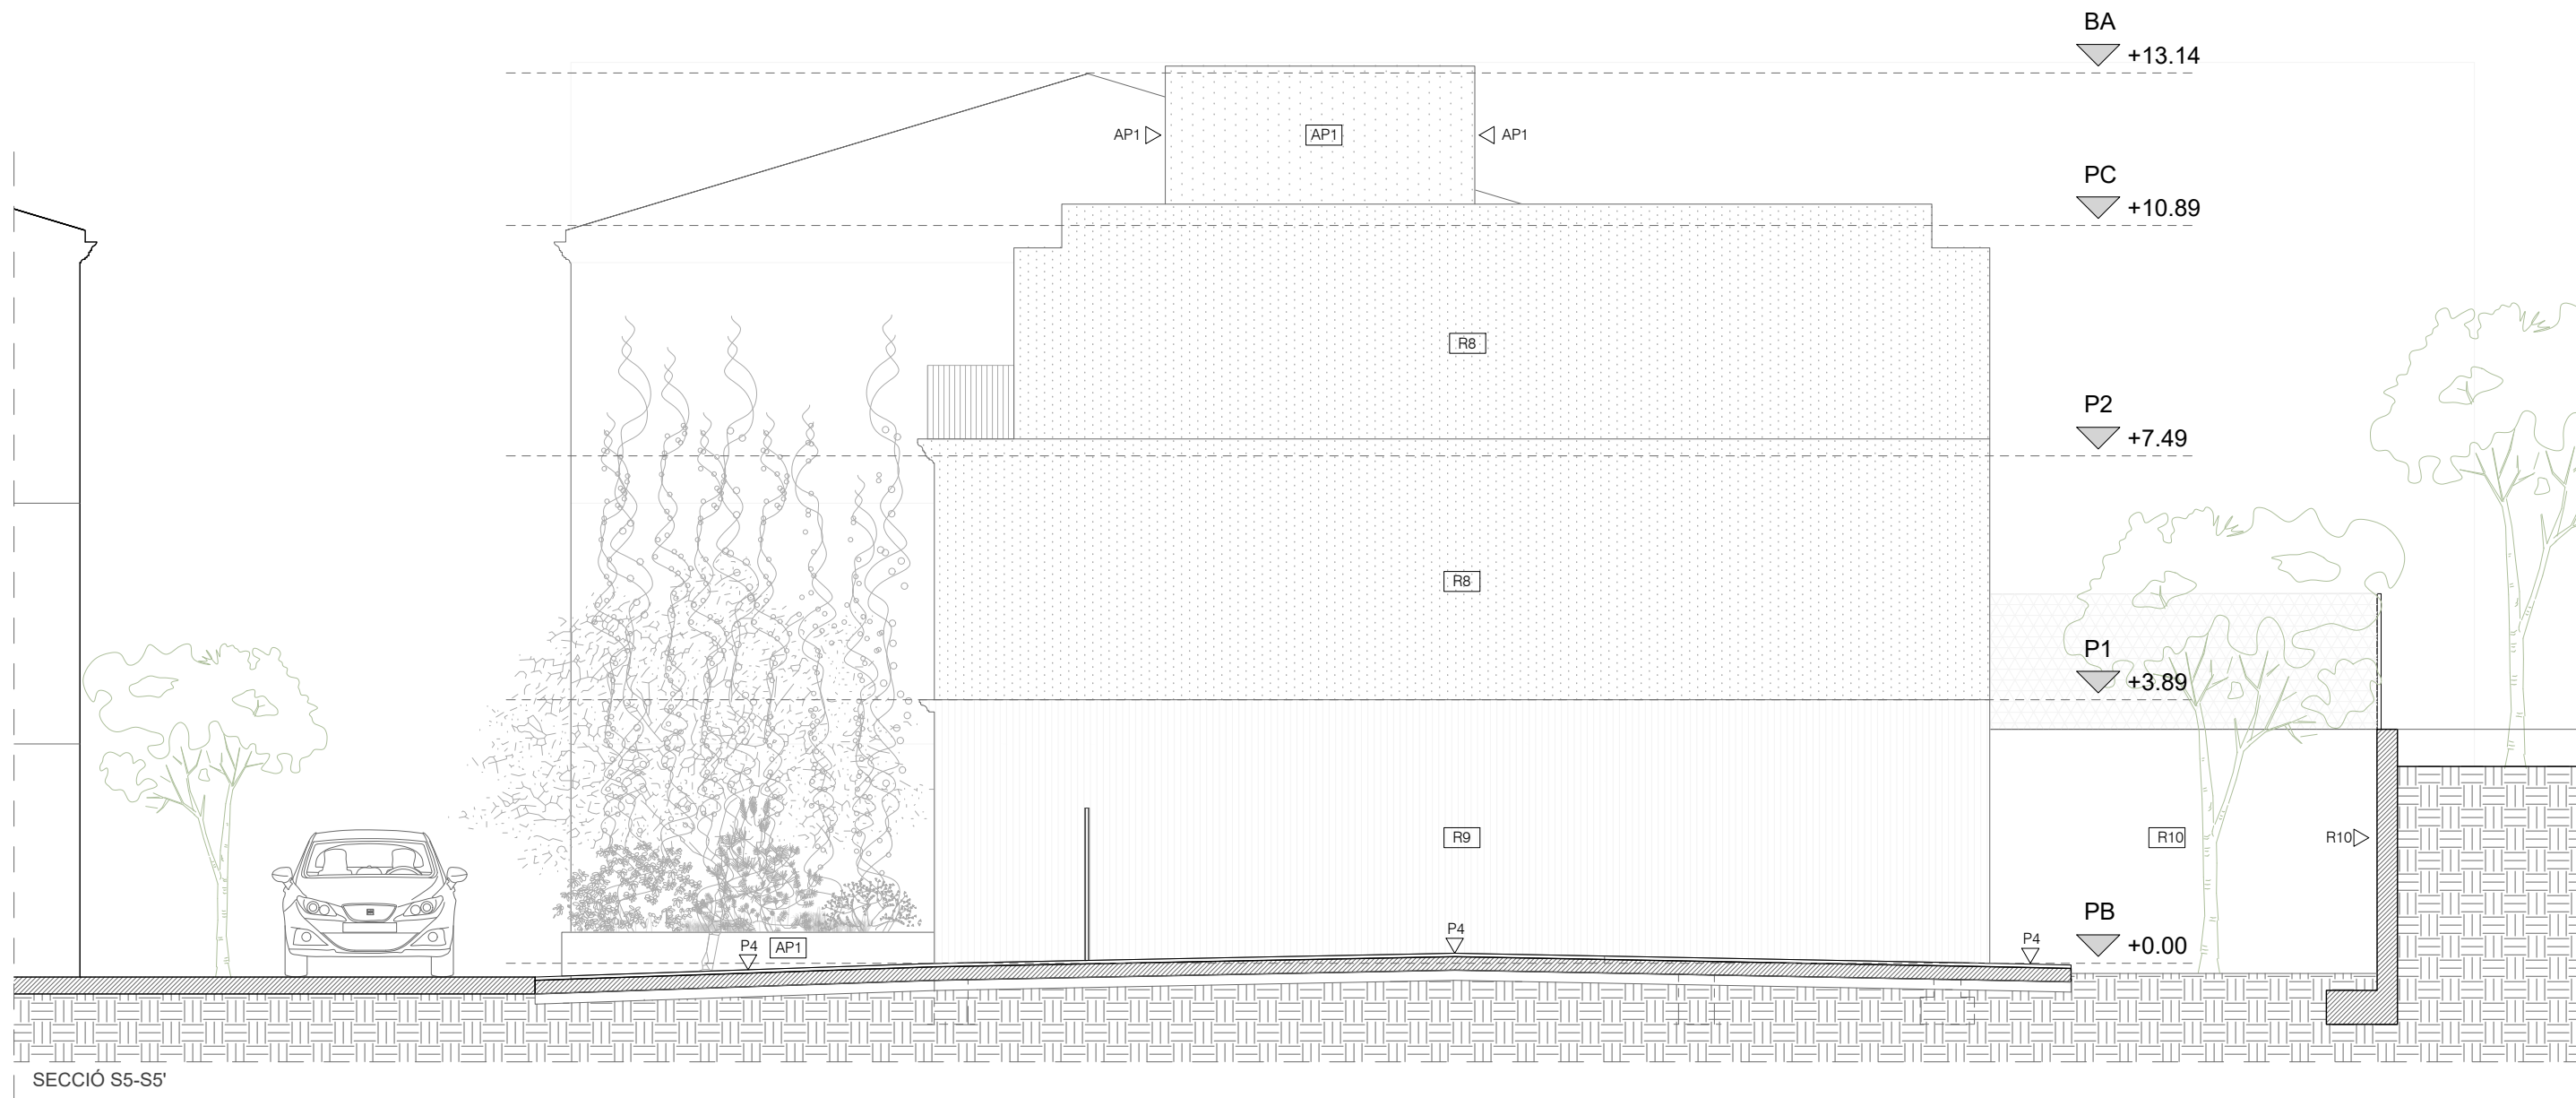 BA
+13.14
AP1
AP1
AP1
PC
+10.89
R8
P2
+7.49
R8
P1
+3.89
R9
R10
R10
PB
+0.00
P4
AP1
P4
P4
SECCIÓ S5-S5'